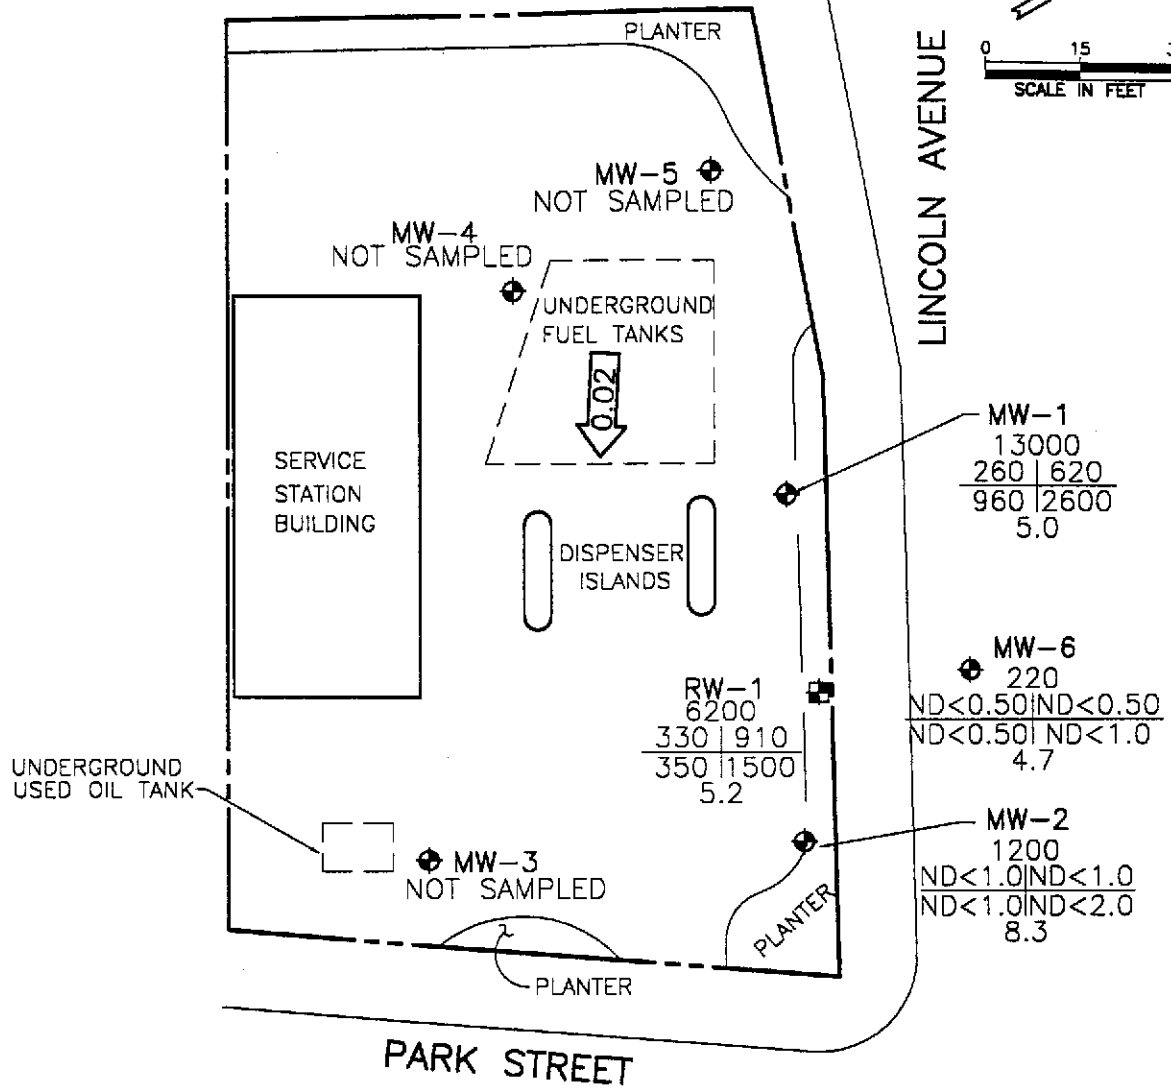 PLANTER
LINCOLN AVENUE
0 15 3
SCALE IN FEET
MW-5
NOT SAMPLED
MW-4
NOT SAMPLED
UNDERGROUND
FUEL TANKS
0.02
SERVICE
STATION
BUILDING
DISPENSER
ISLANDS
MW-1
13000
260 | 620
960 | 2600
5.0
MW-6
220
ND<0.50 | ND<0.50
ND<0.50 | ND<1.0
4.7
RW-1
6200
330 | 910
350 | 1500
5.2
UNDERGROUND
USED OIL TANK
MW-3
NOT SAMPLED
MW-2
1200
ND<1.0 | ND<1.0
ND<1.0 | ND<2.0
8.3
PLANTER
PLANTER
PARK STREET